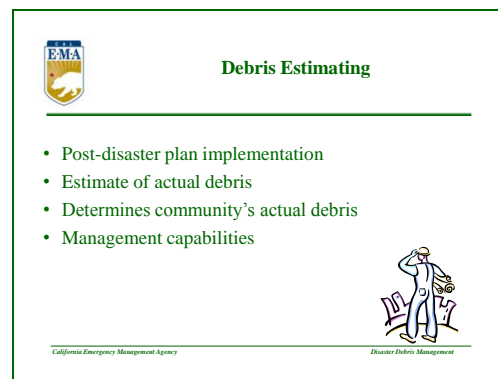 CAL
E·M·A
Debris Estimating
• Post-disaster plan implementation
• Estimate of actual debris
• Determines community's actual debris
• Management capabilities
California Emergency Management Agency
Disaster Debris Management